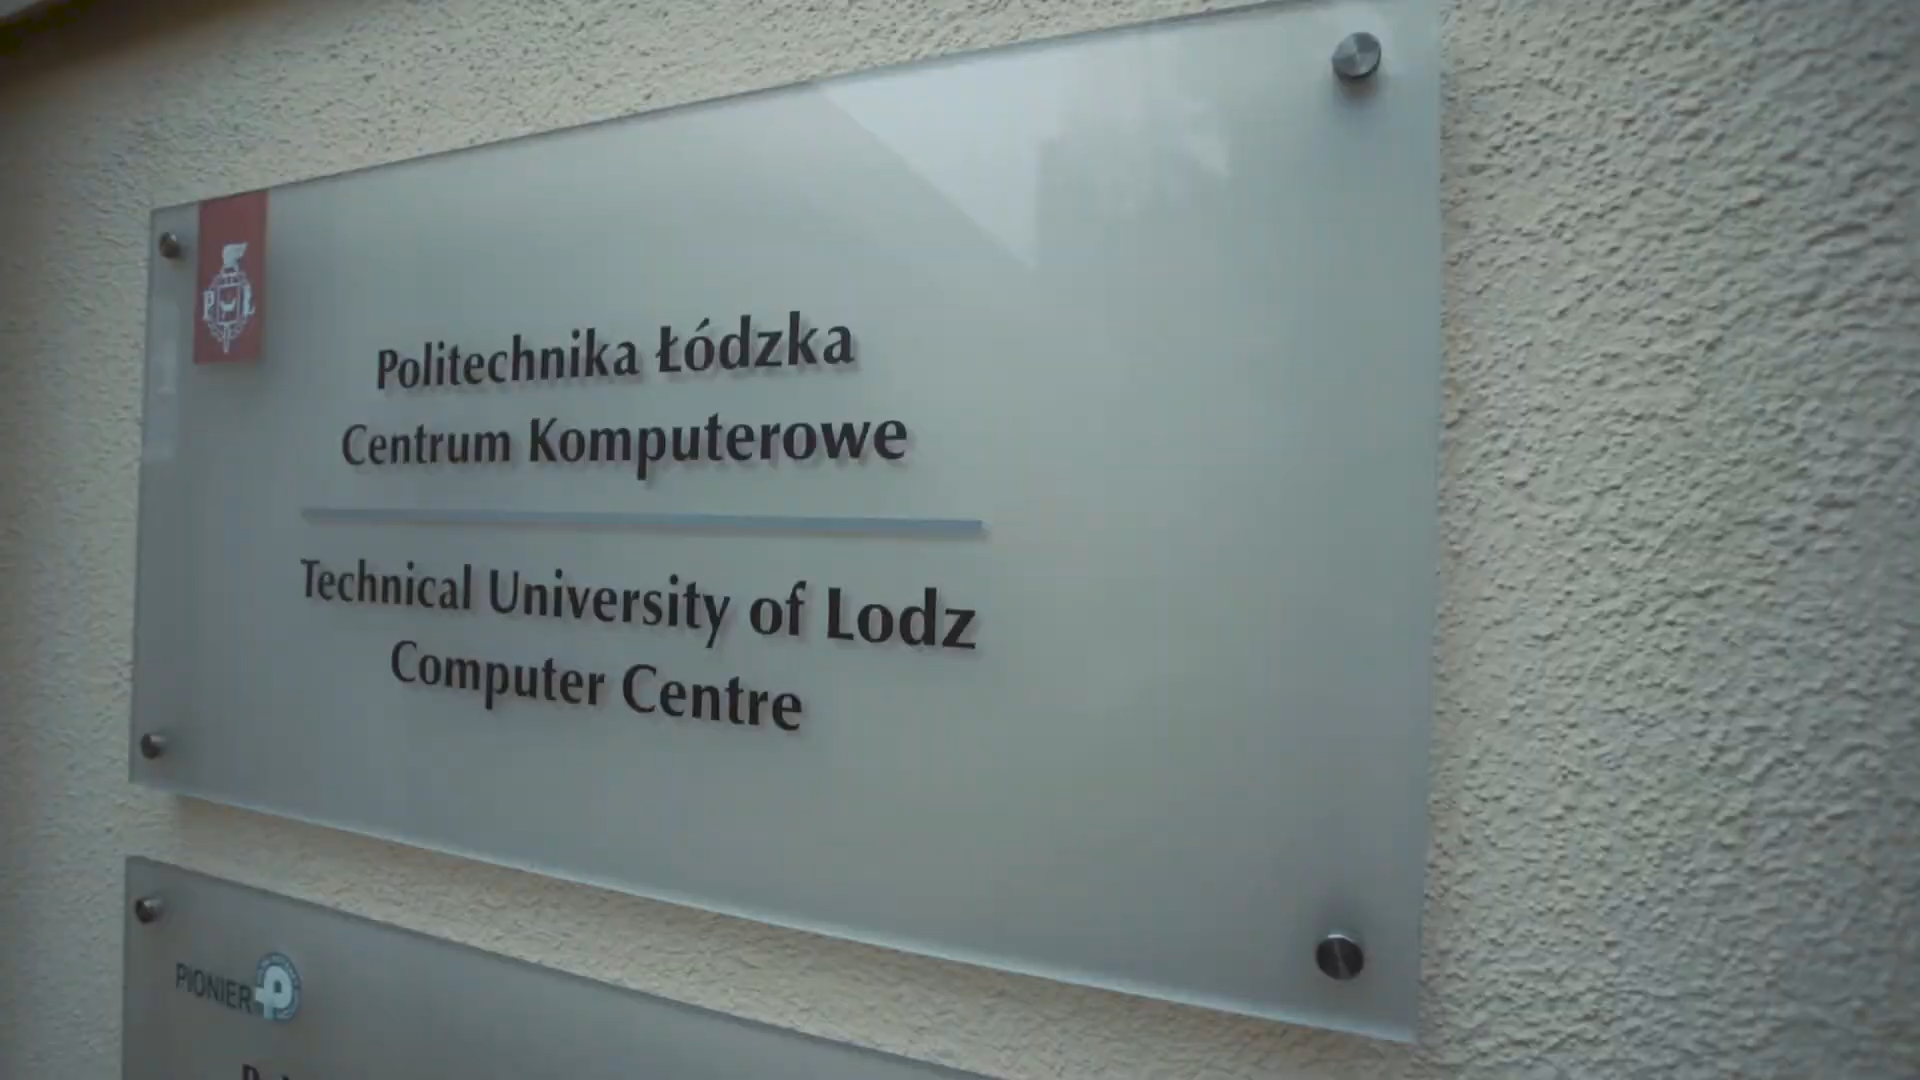 P Ł
Politechnika Łódzka
Centrum Komputerowe
Technical University of Lodz
Computer Centre
PIONIER